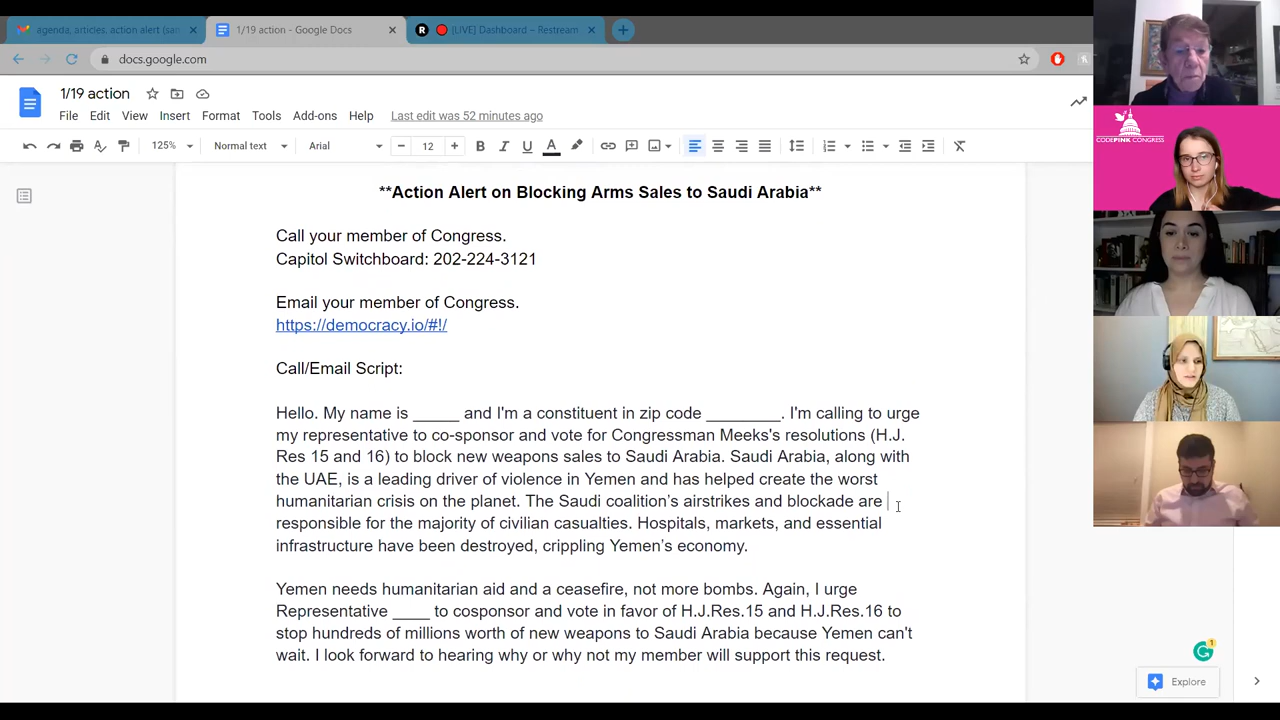 agenda, articles, action alert (sa
1/19 action - Google Docs
R (LIVE) Dashboard – Restream
docs.google.com
1/19 action
File Edit View Insert Format Tools Add-ons Help Last edit was 52 minutes ago
125% Normal text Arial 12 B I U A
**Action Alert on Blocking Arms Sales to Saudi Arabia**
Call your member of Congress.
Capitol Switchboard: 202-224-3121
Email your member of Congress.
https://democracy.io/#!/
Call/Email Script:
Hello. My name is _____ and I'm a constituent in zip code ________. I'm calling to urge
my representative to co-sponsor and vote for Congressman Meeks's resolutions (H.J.
Res 15 and 16) to block new weapons sales to Saudi Arabia. Saudi Arabia, along with
the UAE, is a leading driver of violence in Yemen and has helped create the worst
humanitarian crisis on the planet. The Saudi coalition’s airstrikes and blockade are
responsible for the majority of civilian casualties. Hospitals, markets, and essential
infrastructure have been destroyed, crippling Yemen’s economy.
Yemen needs humanitarian aid and a ceasefire, not more bombs. Again, I urge
Representative ____ to cosponsor and vote in favor of H.J.Res.15 and H.J.Res.16 to
stop hundreds of millions worth of new weapons to Saudi Arabia because Yemen can't
wait. I look forward to hearing why or why not my member will support this request.
1
Explore
CODEPINK CONGRESS